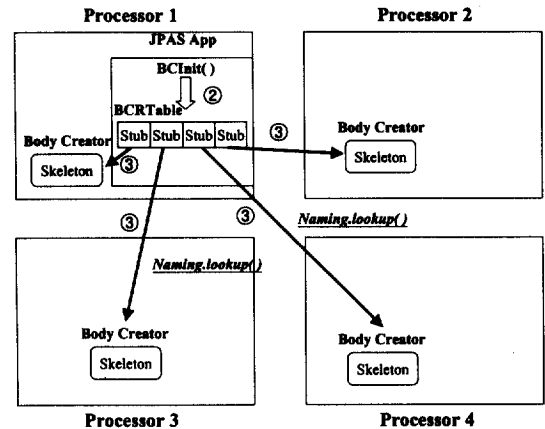 Processor 1
Processor 2
JPAS App
BCInit( )
②
BCRTable
Stub Stub Stub Stub
③
Body Creator
Skeleton
③
Body Creator
Skeleton
③
③
Naming.lookup( )
Naming.lookup( )
Body Creator
Skeleton
Body Creator
Skeleton
Processor 3
Processor 4